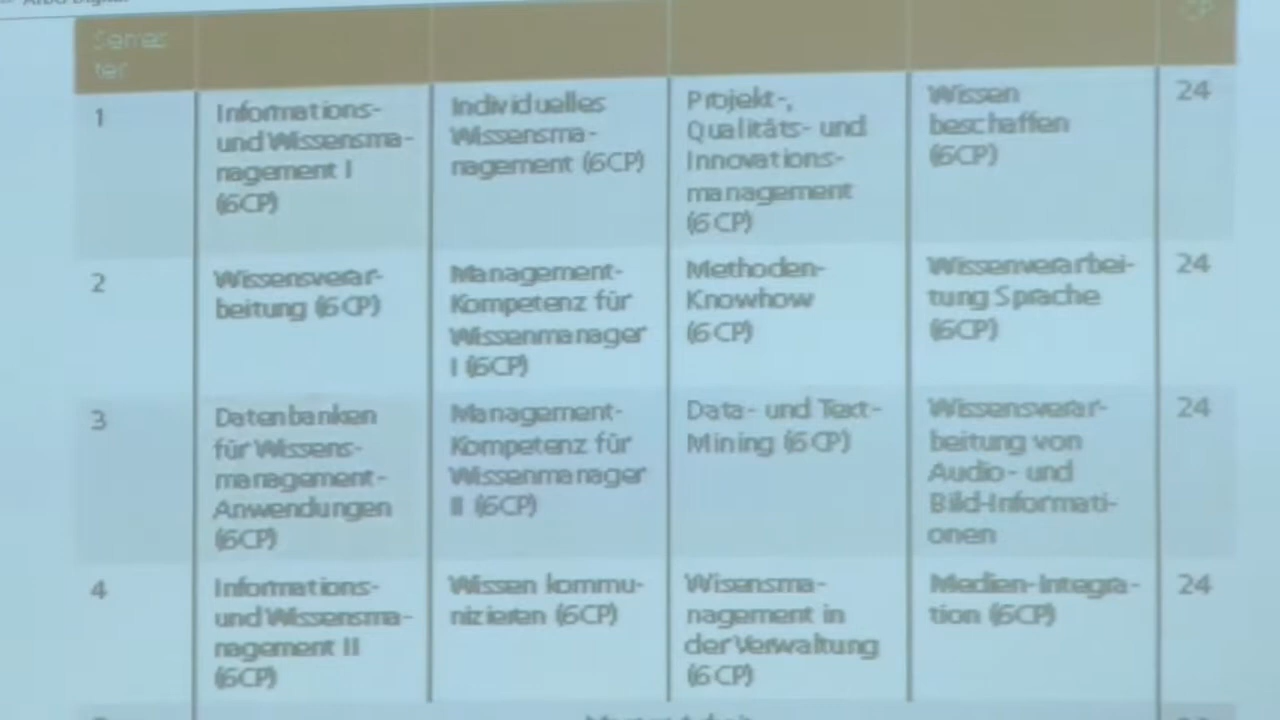 Semes
ter
CP
1
Informations-
und Wissensma-
nagement I
(6CP)
Individuelles
Wissensma-
nagement (6CP)
Projekt-,
Qualitäts- und
Innovations-
management
(6CP)
Wissen
beschaffen
(6CP)
24
2
Wissensverar-
beitung (6CP)
Management-
Kompetenz für
Wissenmanager
I (6CP)
Methoden-
Knowhow
(6CP)
Wissenverarbei-
tung Sprache
(6CP)
24
3
Datenbanken
für Wissens-
management-
Anwendungen
(6CP)
Management-
Kompetenz für
Wissenmanager
II (6CP)
Data- und Text-
Mining (6CP)
Wissensverar-
beitung von
Audio- und
Bild-Informati-
onen
24
4
Informations-
und Wissensma-
nagement II
(6CP)
Wissen kommu-
nizieren (6CP)
Wisensma-
nagement in
der Verwaltung
(6CP)
Medien-Integra-
tion (6CP)
24